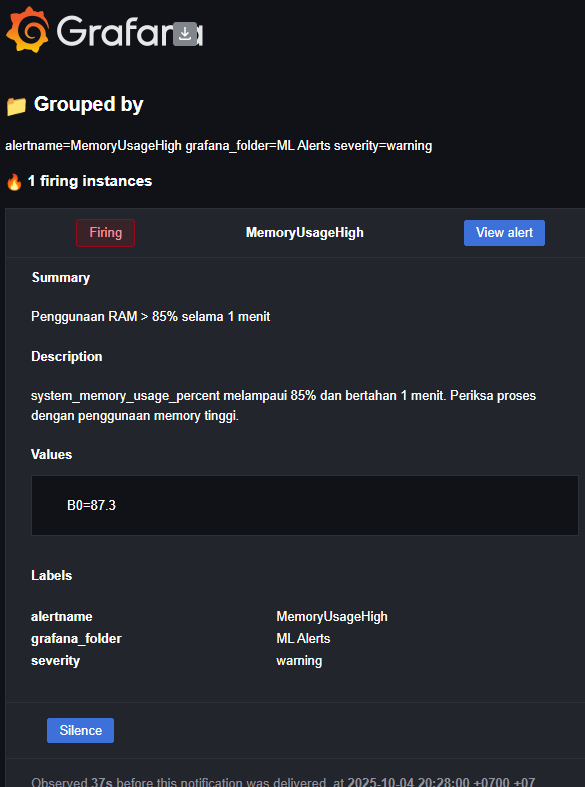 Grafana
Grouped by
alertname=MemoryUsageHigh grafana_folder=ML Alerts severity=warning
1 firing instances
Firing
MemoryUsageHigh
View alert
Summary
Penggunaan RAM > 85% selama 1 menit
Description
system_memory_usage_percent melampaui 85% dan bertahan 1 menit. Periksa proses
dengan penggunaan memory tinggi.
Values
B0=87.3
Labels
alertname MemoryUsageHigh
grafana_folder ML Alerts
severity warning
Silence
Observed 37s before this notification was delivered, at 2025-10-04 20:28:00 +0700 +07